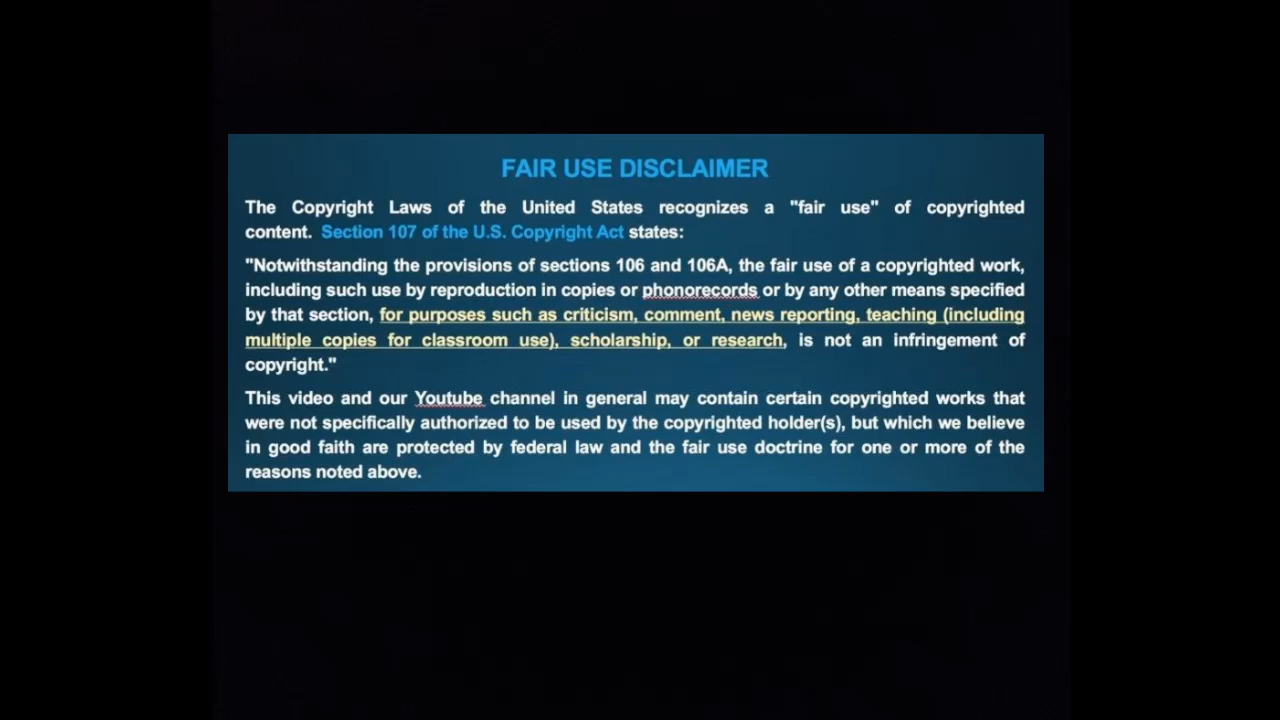 FAIR USE DISCLAIMER
The Copyright Laws of the United States recognizes a "fair use" of copyrighted
content. Section 107 of the U.S. Copyright Act states:
"Notwithstanding the provisions of sections 106 and 106A, the fair use of a copyrighted work,
including such use by reproduction in copies or phonorecords or by any other means specified
by that section, for purposes such as criticism, comment, news reporting, teaching (including
multiple copies for classroom use), scholarship, or research, is not an infringement of
copyright."
This video and our Youtube channel in general may contain certain copyrighted works that
were not specifically authorized to be used by the copyrighted holder(s), but which we believe
in good faith are protected by federal law and the fair use doctrine for one or more of the
reasons noted above.